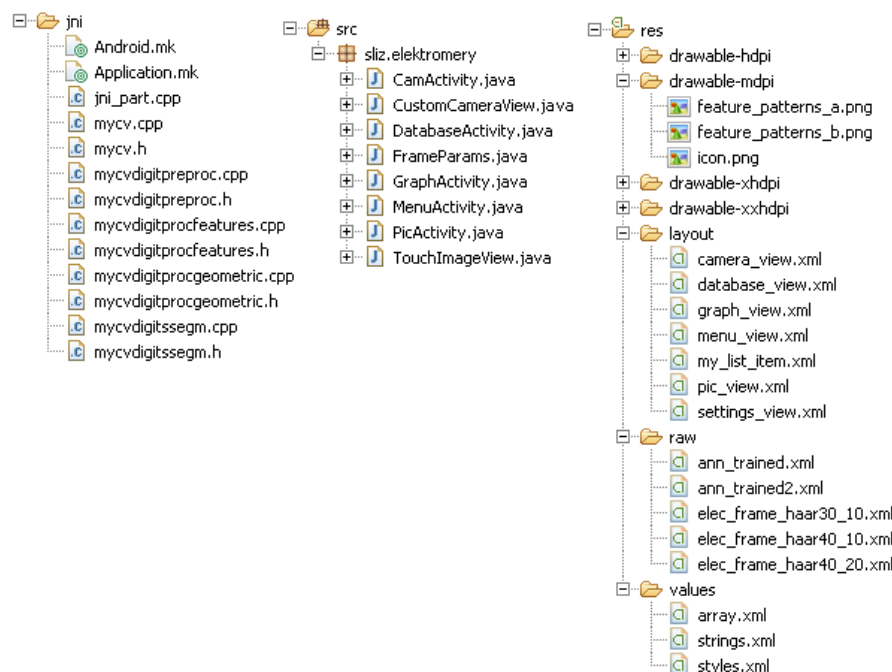 jni
Android.mk
Application.mk
jni_part.cpp
mycv.cpp
mycv.h
mycvdigitpreproc.cpp
mycvdigitpreproc.h
mycvdigitprocfeatures.cpp
mycvdigitprocfeatures.h
mycvdigitprocgeometric.cpp
mycvdigitprocgeometric.h
mycvdigitssegm.cpp
mycvdigitssegm.h
src
sliz.elektromery
CamActivity.java
CustomCameraView.java
DatabaseActivity.java
FrameParams.java
GraphActivity.java
MenuActivity.java
PicActivity.java
TouchImageView.java
res
drawable-hdpi
drawable-mdpi
feature_patterns_a.png
feature_patterns_b.png
icon.png
drawable-xhdpi
drawable-xxhdpi
layout
camera_view.xml
database_view.xml
graph_view.xml
menu_view.xml
my_list_item.xml
pic_view.xml
settings_view.xml
raw
ann_trained.xml
ann_trained2.xml
elec_frame_haar30_10.xml
elec_frame_haar40_10.xml
elec_frame_haar40_20.xml
values
array.xml
strings.xml
styles.xml